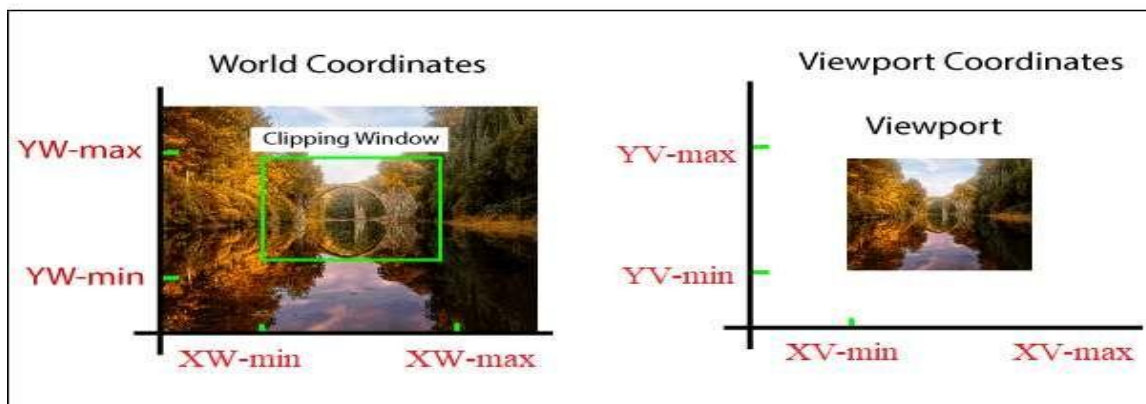 World Coordinates
Clipping Window
YW-max
YW-min
XW-min
XW-max
Viewport Coordinates
Viewport
YV-max
YV-min
XV-min
XV-max